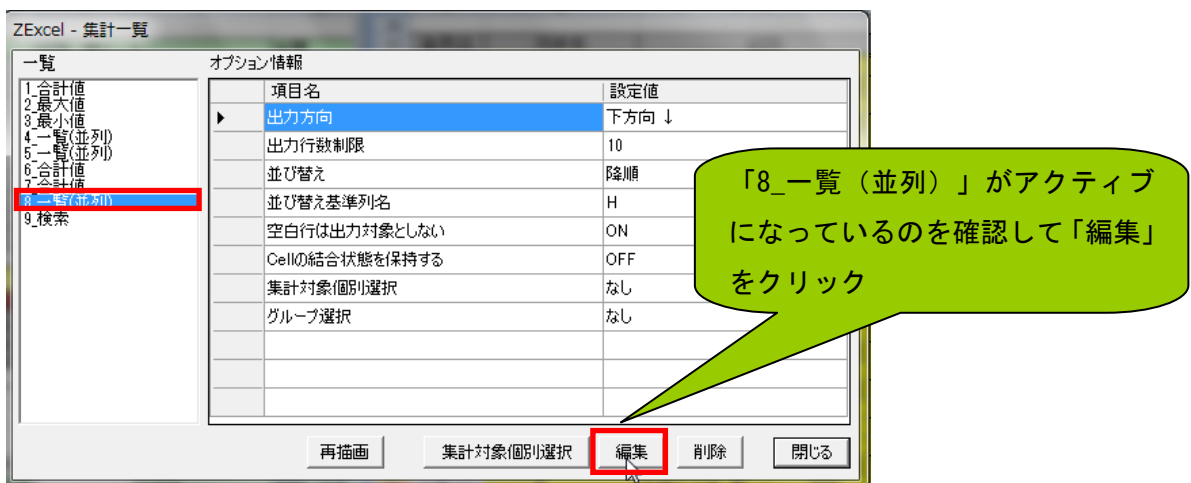 ZExcel - 集計一覧
一覧
オプション情報
1_合計値
2_最大値
3_最小値
4_一覧(並列)
5_一覧(並列)
6_合計値
7_合計値
8_一覧(並列)
9_検索
項目名 設定値
出力方向 下方向 ↓
出力行数制限 10
並び替え 降順
並び替え基準列名 H
空白行は出力対象としない ON
Cellの結合状態を保持する OFF
集計対象個別選択 なし
グループ選択 なし
「8_一覧（並列）」がアクティブ
になっているのを確認して「編集」
をクリック
再描画 集計対象個別選択 編集 削除 閉じる